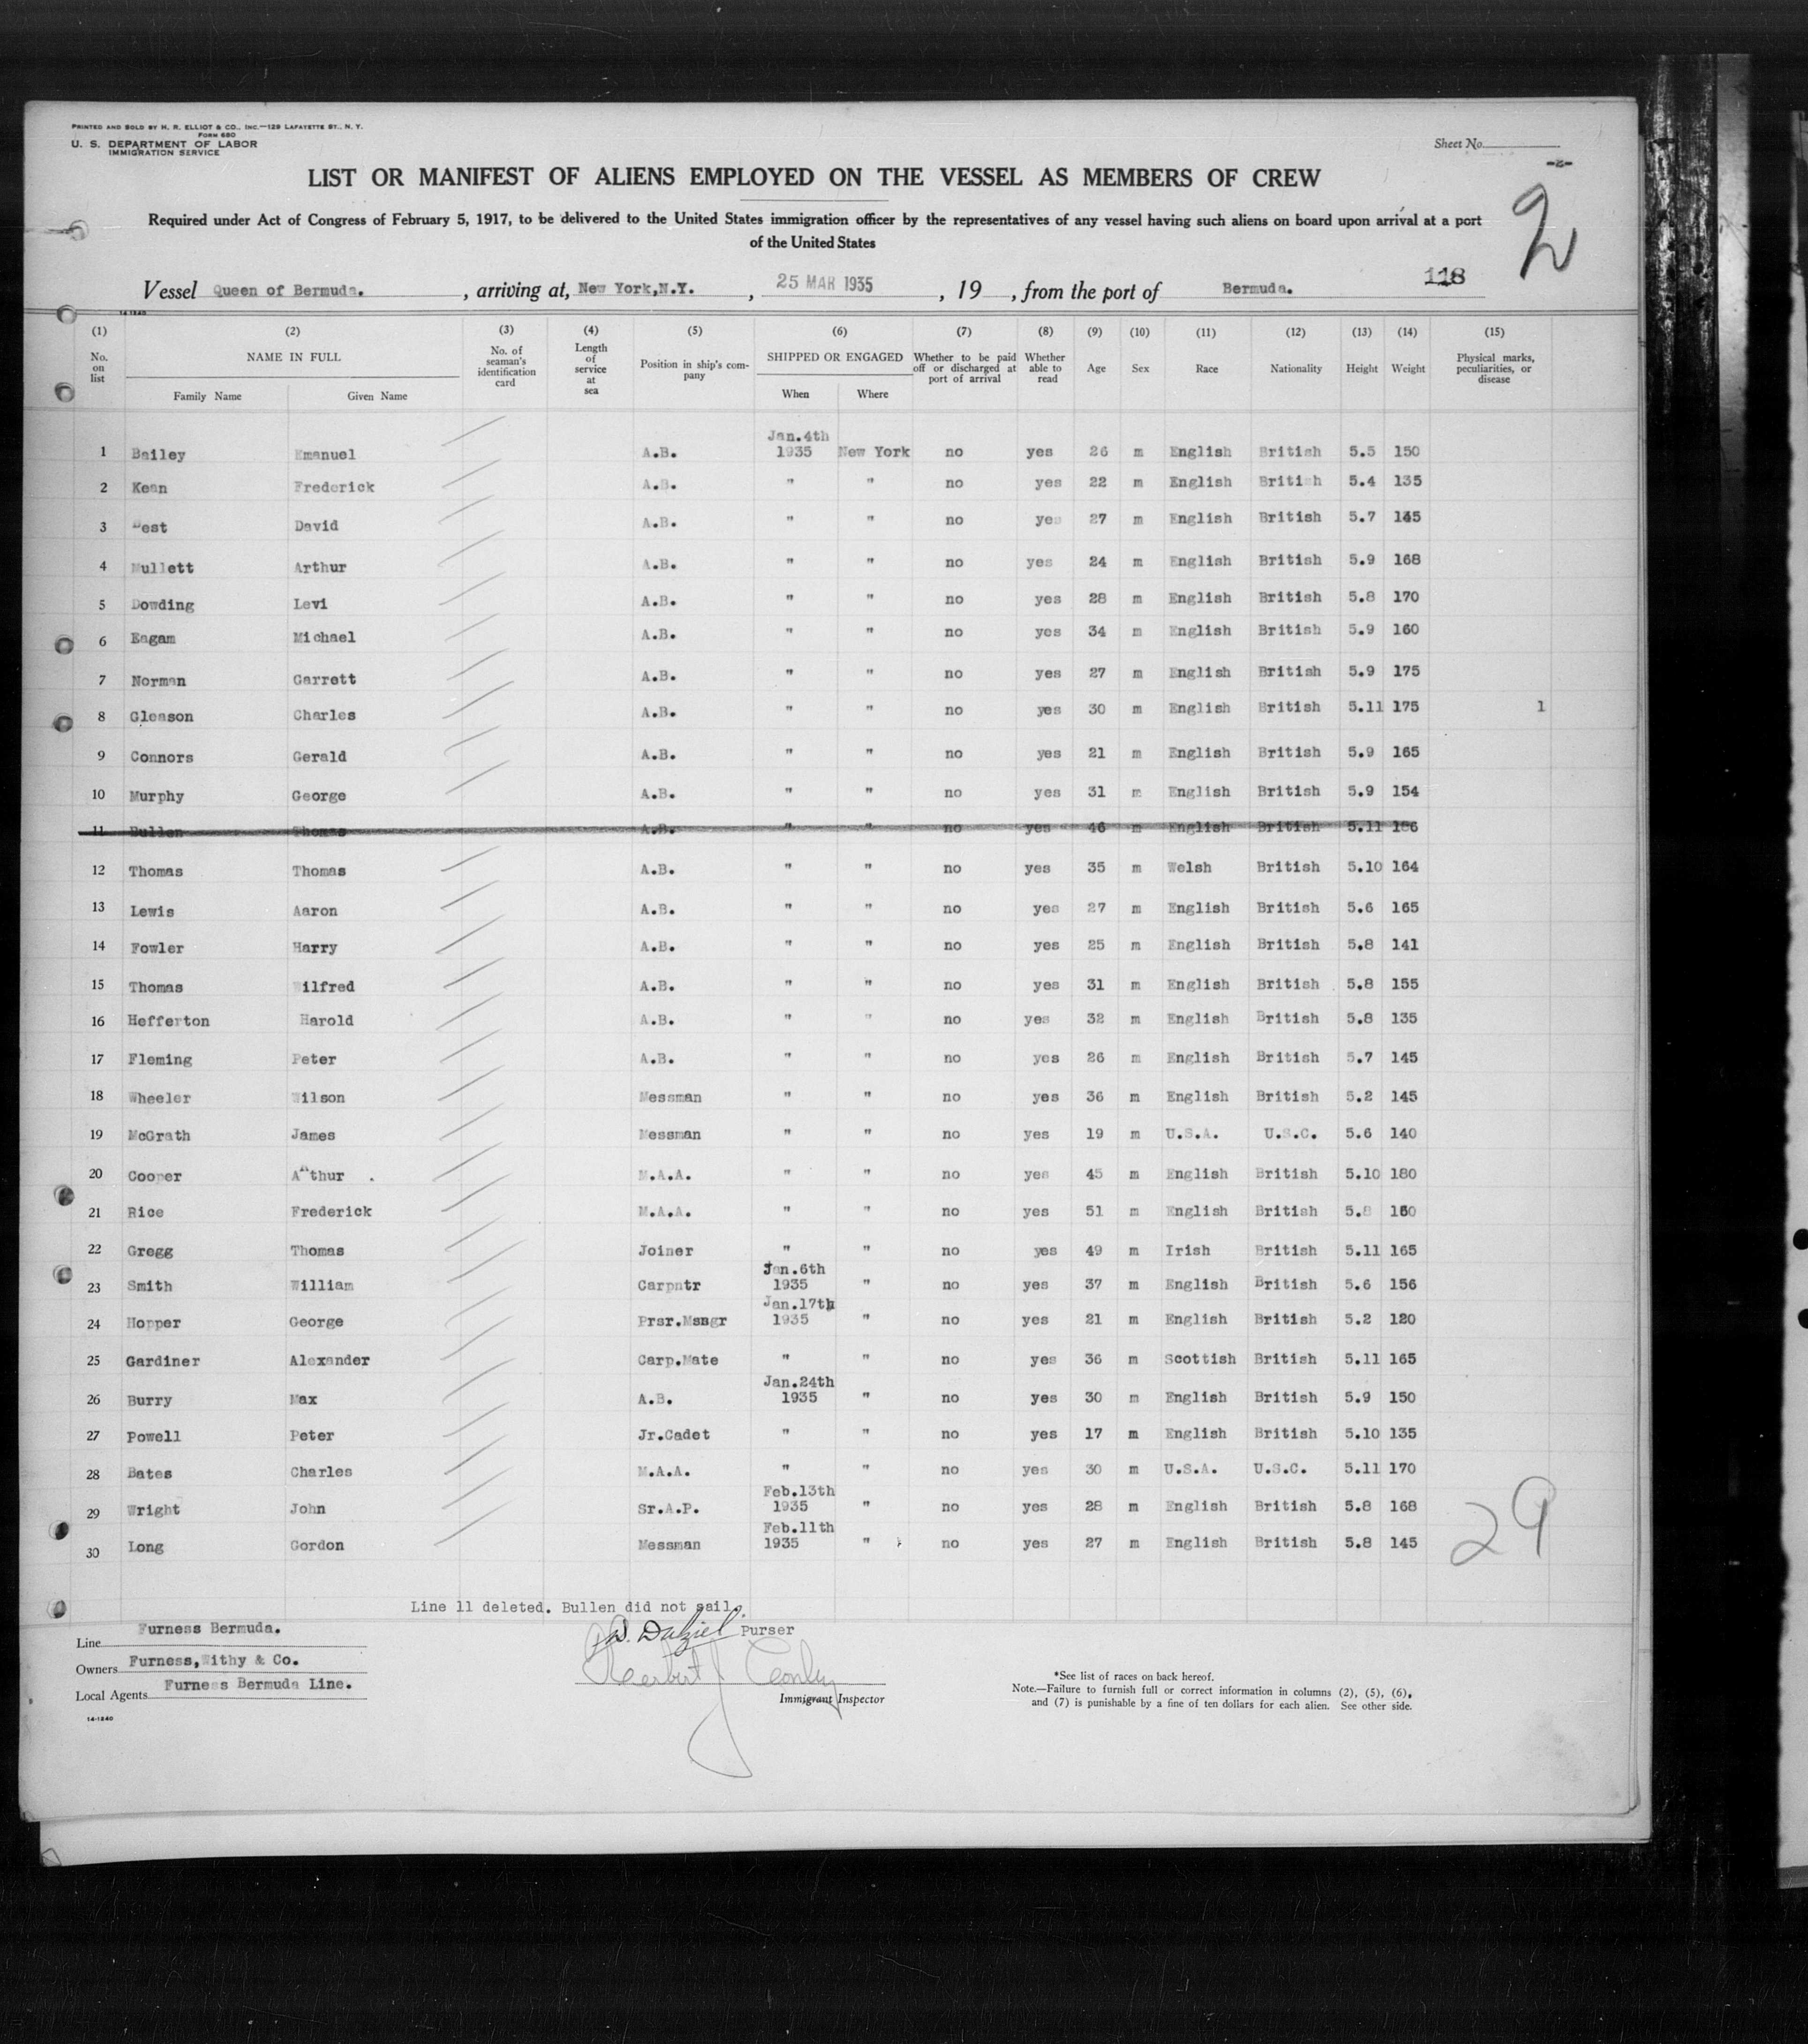 PRINTED AND SOLD BY H. R. ELLIOT & CO., INC.—129 LAFAYETTE ST., N. Y.
FORM 680
U. S. DEPARTMENT OF LABOR
IMMIGRATION SERVICE
Sheet No.
-2-
2
LIST OR MANIFEST OF ALIENS EMPLOYED ON THE VESSEL AS MEMBERS OF CREW
Required under Act of Congress of February 5, 1917, to be delivered to the United States immigration officer by the representatives of any vessel having such aliens on board upon arrival at a port
of the United States
118
Vessel Queen of Bermuda. , arriving at, New York,N.Y. , 25 MAR 1935 , 19 , from the port of Bermuda.
14-1240
(1) (2) (3) (4) (5) (6) (7) (8) (9) (10) (11) (12) (13) (14) (15)
No. on list NAME IN FULL Family Name Given Name No. of seaman's identification card Length of service at sea Position in ship's company SHIPPED OR ENGAGED When Where Whether to be paid off or discharged at port of arrival Whether able to read Age Sex Race Nationality Height Weight Physical marks, peculiarities, or disease
Jan.4th
1 Bailey Emanuel A.B. 1935 New York no yes 26 m English British 5.5 150
2 Kean Frederick A.B. " " no yes 22 m English British 5.4 135
3 Best David A.B. " " no yes 27 m English British 5.7 145
4 Mullett Arthur A.B. " " no yes 24 m English British 5.9 168
5 Dowding Levi A.B. " " no yes 28 m English British 5.8 170
6 Eagam Michael A.B. " " no yes 34 m English British 5.9 160
7 Norman Garrett A.B. " " no yes 27 m English British 5.9 175
8 Gleason Charles A.B. " " no yes 30 m English British 5.11 175 1
9 Connors Gerald A.B. " " no yes 21 m English British 5.9 165
10 Murphy George A.B. " " no yes 31 m English British 5.9 154
11 Bullen Thomas A.B. " " no yes 46 m English British 5.11 186
12 Thomas Thomas A.B. " " no yes 35 m Welsh British 5.10 164
13 Lewis Aaron A.B. " " no yes 27 m English British 5.6 165
14 Fowler Harry A.B. " " no yes 25 m English British 5.8 141
15 Thomas Wilfred A.B. " " no yes 31 m English British 5.8 155
16 Hefferton Harold A.B. " " no yes 32 m English British 5.8 135
17 Fleming Peter A.B. " " no yes 26 m English British 5.7 145
18 Wheeler Wilson Messman " " no yes 36 m English British 5.2 145
19 McGrath James Messman " " no yes 19 m U.S.A. U.S.C. 5.6 140
20 Cooper Arthur . M.A.A. " " no yes 45 m English British 5.10 180
21 Rice Frederick M.A.A. " " no yes 51 m English British 5.8 160
22 Gregg Thomas Joiner " " no yes 49 m Irish British 5.11 165
Jan.6th
23 Smith William Carpntr 1935 " no yes 37 m English British 5.6 156
Jan.17th
24 Hopper George Prsr.Msngr 1935 " no yes 21 m English British 5.2 120
25 Gardiner Alexander Carp.Mate " " no yes 36 m Scottish British 5.11 165
Jan.24th
26 Burry Max A.B. 1935 " no yes 30 m English British 5.9 150
27 Powell Peter Jr.Cadet " " no yes 17 m English British 5.10 135
28 Bates Charles M.A.A. " " no yes 30 m U.S.A. U.S.C. 5.11 170
Feb.13th
29 Wright John Sr.A.P. 1935 " no yes 28 m English British 5.8 168
Feb.11th
30 Long Gordon Messman 1935 " no yes 27 m English British 5.8 145
29
Line 11 deleted. Bullen did not sail.
Line Furness Bermuda.
Owners Furness,Withy & Co.
Local Agents Furness Bermuda Line.
14-1240
D. Dalziel Purser
Immigrant Inspector
*See list of races on back hereof.
Note.—Failure to furnish full or correct information in columns (2), (5), (6),
and (7) is punishable by a fine of ten dollars for each alien. See other side.